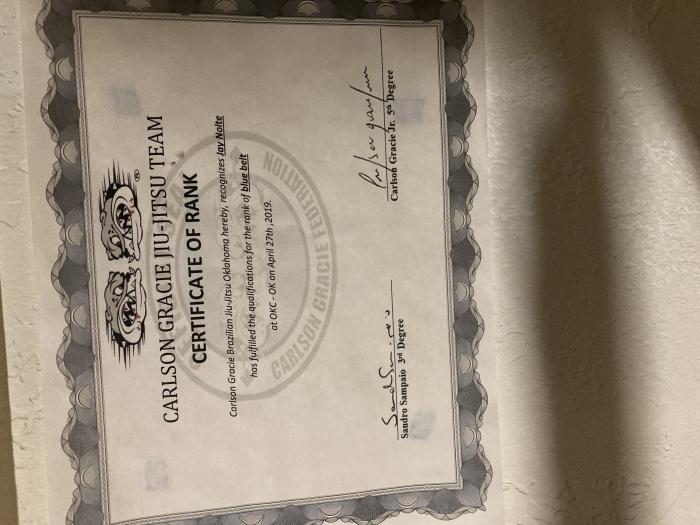 CARLSON GRACIE JIU-JITSU TEAM
CERTIFICATE OF RANK
Carlson Gracie Brazilian Jiu-Jitsu Oklahoma hereby, recognizes Jay Nolte
has fulfilled the qualifications for the rank of blue belt
at OKC - OK on April 27th ,2019.
CARLSON GRACIE FEDERATION
Sandro Sampaio 3rd Degree
Carlson Gracie Jr. 5th Degree